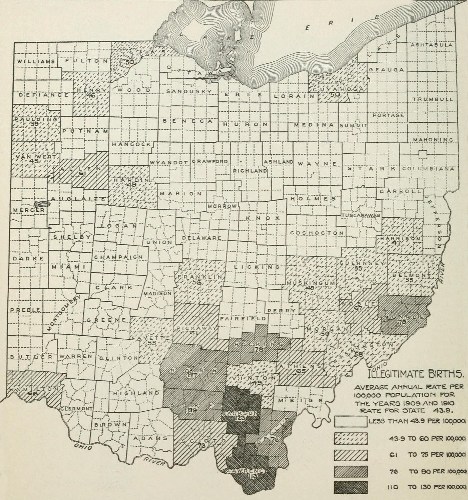 ERIE
ASHTABULA
LAKE
WILLIAMS
FULTON
GEAUGA
DEFIANCE
HENRY
WOOD
SANDUSKY
ERIE
LORAIN
CUYAHOGA
TRUMBULL
PAULDING
PUTNAM
SENECA
HURON
MEDINA
SUMMIT
PORTAGE
MAHONING
VAN WERT
HANCOCK
WYANDOT
CRAWFORD
RICHLAND
ASHLAND
WAYNE
STARK
COLUMBIANA
HARDIN
MARION
CARROLL
MERCER
AUGLAIZE
MORROW
HOLMES
TUSCARAWAS
JEFFERSON
SHELBY
LOGAN
UNION
DELAWARE
KNOX
COSHOCTON
HARRISON
DARKE
MIAMI
CHAMPAIGN
FRANKLIN
LICKING
MUSKINGUM
BELMONT
CLARK
MADISON
PREBLE
MONTGOMERY
GREENE
FAIRFIELD
PERRY
BUTLER
WARREN
CLINTON
MEIGS
HIGHLAND
CLERMONT
BROWN
ADAMS
OHIO
RIVER
ILLEGITIMATE BIRTHS.
AVERAGE ANNUAL RATE PER
100,000 POPULATION FOR
THE YEARS 1909 AND 1910
RATE FOR STATE 43.9.
LESS THAN 43.9 PER 100,000.
43.9 TO 60 PER 100,000.
61 TO 75 PER 100,000.
76 TO 90 PER 100,000.
110 TO 130 PER 100,000.